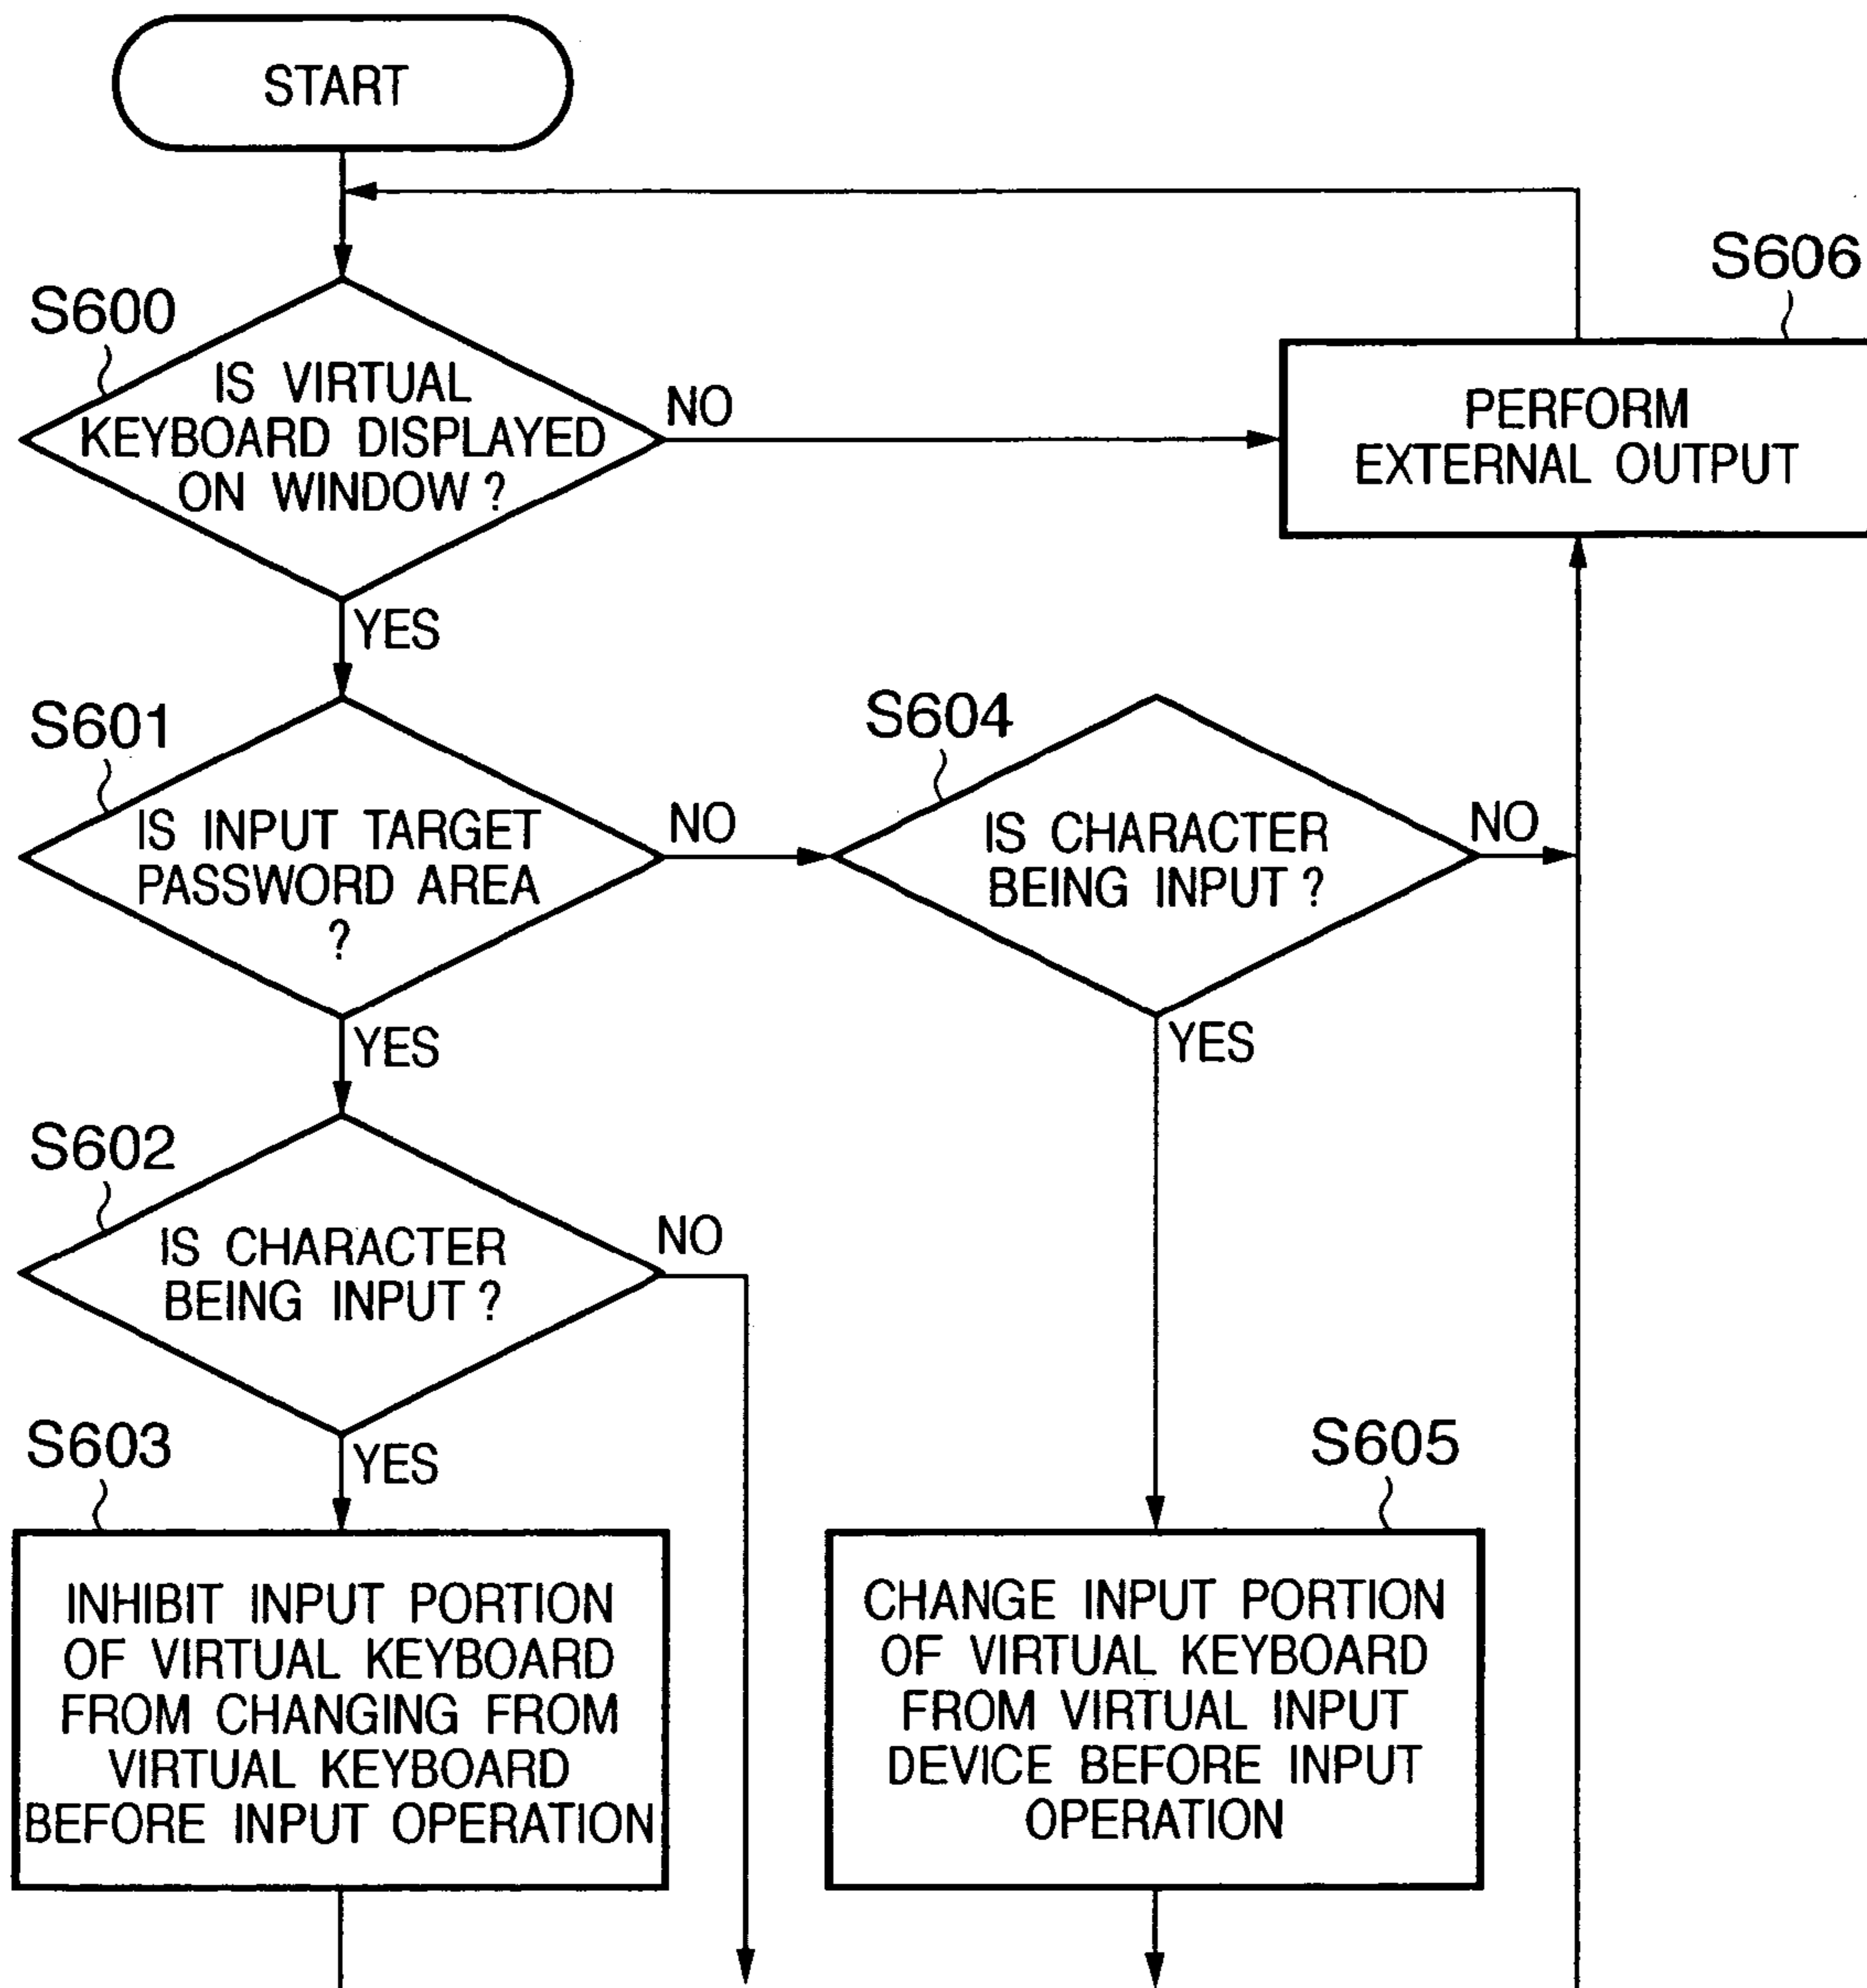 START
S600
IS VIRTUAL
KEYBOARD DISPLAYED
ON WINDOW ?
NO
S606
PERFORM
EXTERNAL OUTPUT
YES
S601
IS INPUT TARGET
PASSWORD AREA
?
NO
S604
IS CHARACTER
BEING INPUT ?
NO
YES
YES
S602
IS CHARACTER
BEING INPUT ?
NO
YES
S603
INHIBIT INPUT PORTION
OF VIRTUAL KEYBOARD
FROM CHANGING FROM
VIRTUAL KEYBOARD
BEFORE INPUT OPERATION
S605
CHANGE INPUT PORTION
OF VIRTUAL KEYBOARD
FROM VIRTUAL INPUT
DEVICE BEFORE INPUT
OPERATION